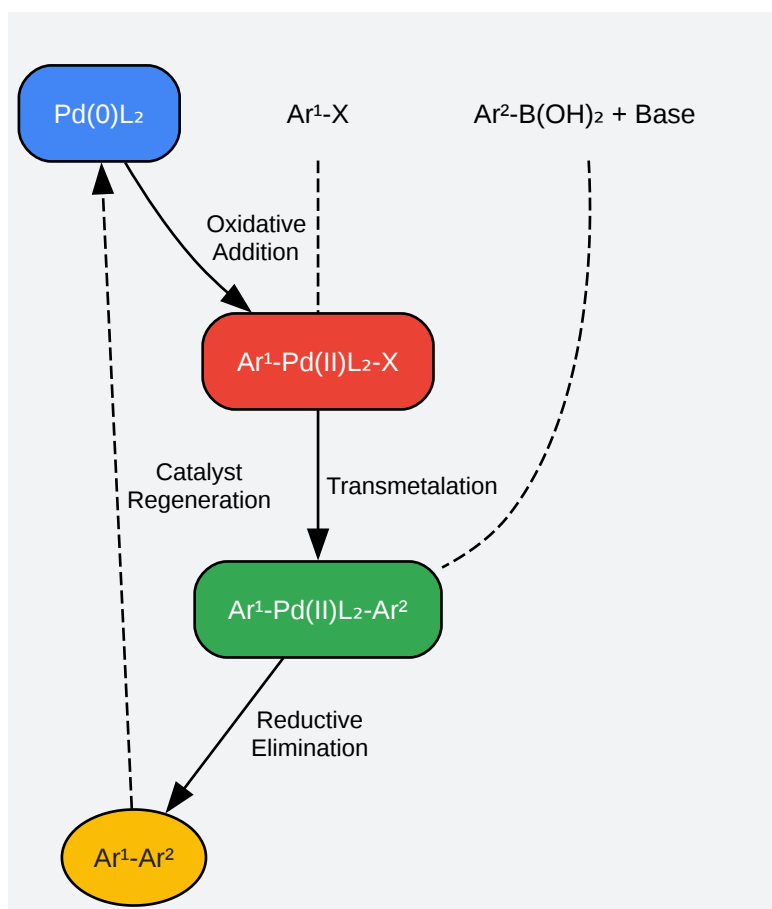 Pd(0)L₂
Ar¹-X
Ar²-B(OH)₂ + Base
Oxidative
Addition
Ar¹-Pd(II)L₂-X
Catalyst
Regeneration
Transmetalation
Ar¹-Pd(II)L₂-Ar²
Reductive
Elimination
Ar¹-Ar²